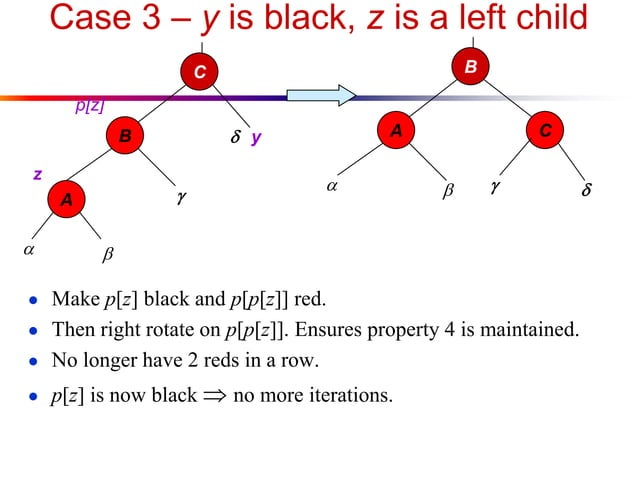 Case 3 – y is black, z is a left child
C
B
p[z]
B
δ y
A
C
z
A
γ
α
β
γ
δ
α
β
● Make p[z] black and p[p[z]] red.
● Then right rotate on p[p[z]]. Ensures property 4 is maintained.
● No longer have 2 reds in a row.
● p[z] is now black ⇒ no more iterations.